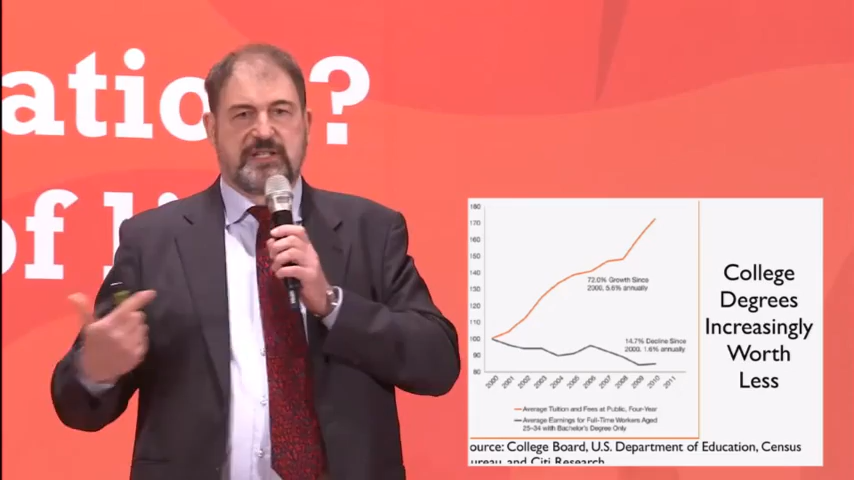 ation?
of li
180
170
160
150
140
130
120
110
100
90
80
72.0% Growth Since
2000, 5.6% annually
14.7% Decline Since
2000, 1.6% annually
2000 2001 2002 2003 2004 2005 2006 2007 2008 2009 2010 2011
Average Tuition and Fees at Public, Four-Year
Average Earnings for Full-Time Workers Aged
25-34 with Bachelor's Degree Only
College
Degrees
Increasingly
Worth
Less
ource: College Board, U.S. Department of Education, Census
ureau and Citi Research